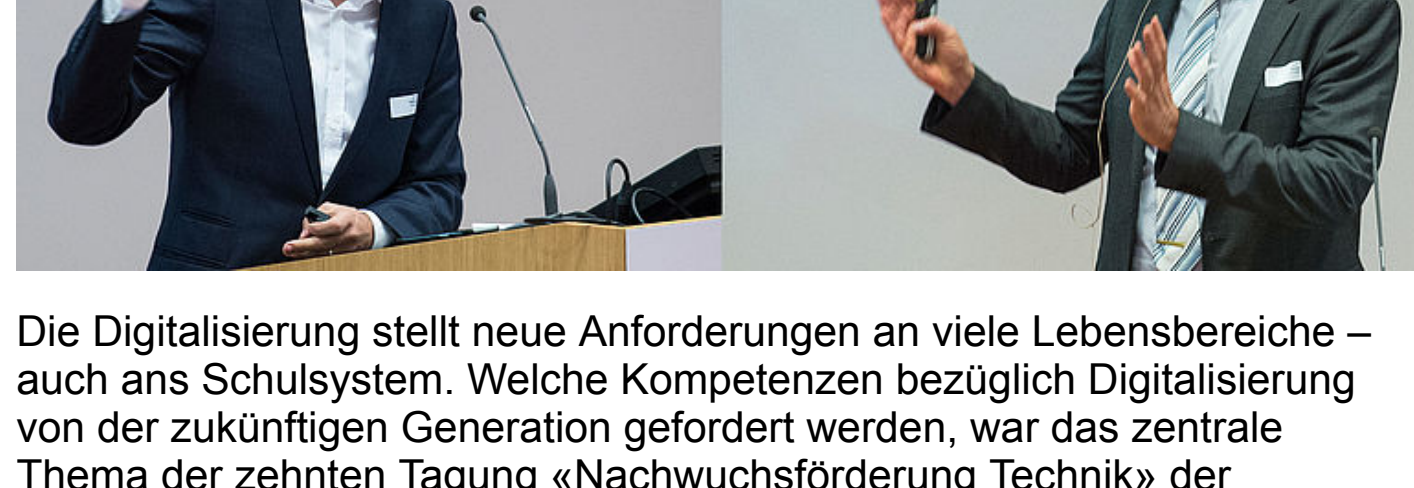 Die Digitalisierung stellt neue Anforderungen an viele Lebensbereiche –
auch ans Schulsystem. Welche Kompetenzen bezüglich Digitalisierung
von der zukünftigen Generation gefordert werden, war das zentrale
Thema der zehnten Tagung «Nachwuchsförderung Technik» der